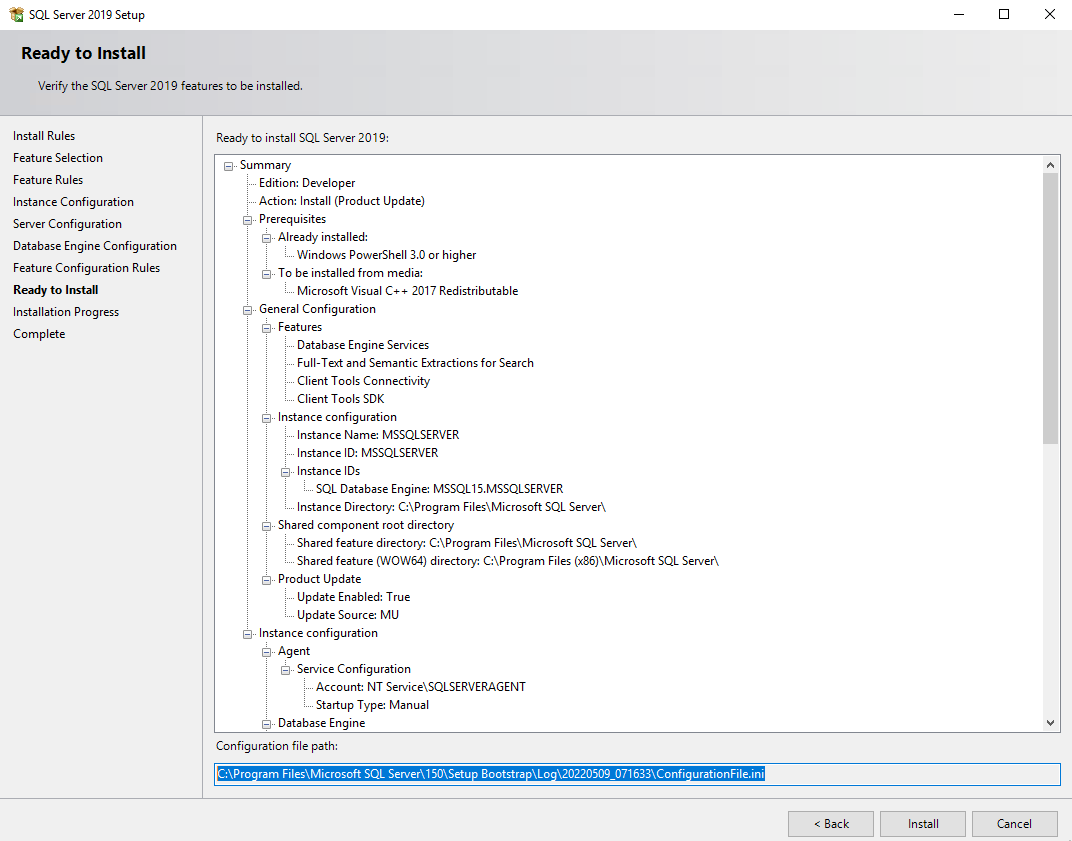 SQL Server 2019 Setup
Ready to Install
Verify the SQL Server 2019 features to be installed.
Install Rules
Feature Selection
Feature Rules
Instance Configuration
Server Configuration
Database Engine Configuration
Feature Configuration Rules
Ready to Install
Installation Progress
Complete
Ready to install SQL Server 2019:
Summary
Edition: Developer
Action: Install (Product Update)
Prerequisites
Already installed:
Windows PowerShell 3.0 or higher
To be installed from media:
Microsoft Visual C++ 2017 Redistributable
General Configuration
Features
Database Engine Services
Full-Text and Semantic Extractions for Search
Client Tools Connectivity
Client Tools SDK
Instance configuration
Instance Name: MSSQLSERVER
Instance ID: MSSQLSERVER
Instance IDs
SQL Database Engine: MSSQL15.MSSQLSERVER
Instance Directory: C:\Program Files\Microsoft SQL Server\
Shared component root directory
Shared feature directory: C:\Program Files\Microsoft SQL Server\
Shared feature (WOW64) directory: C:\Program Files (x86)\Microsoft SQL Server\
Product Update
Update Enabled: True
Update Source: MU
Instance configuration
Agent
Service Configuration
Account: NT Service\SQLSERVERAGENT
Startup Type: Manual
Database Engine
Configuration file path:
C:\Program Files\Microsoft SQL Server\150\Setup Bootstrap\Log\20220509_071633\ConfigurationFile.ini
< Back
Install
Cancel